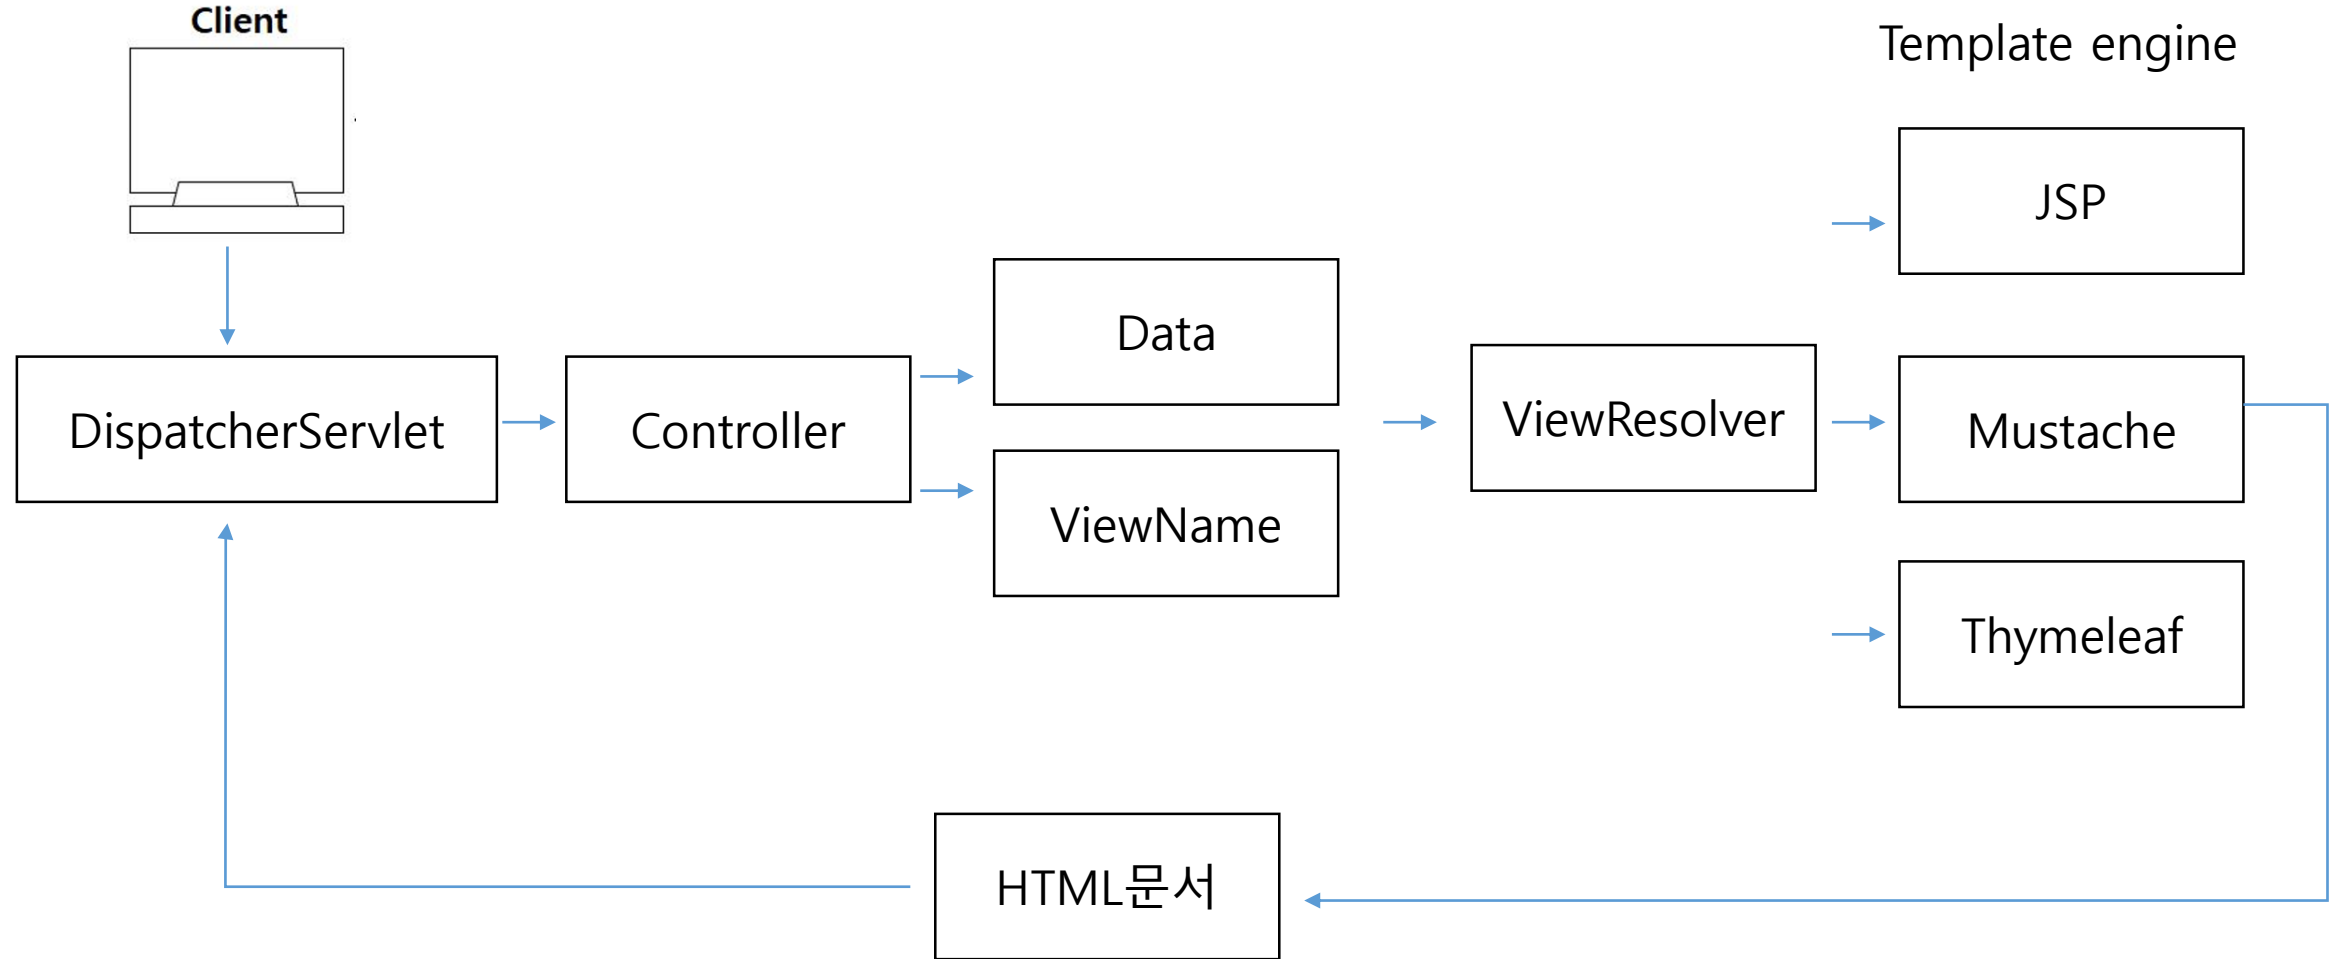 Client
Template engine
JSP
Data
DispatcherServlet
Controller
ViewResolver
Mustache
ViewName
Thymeleaf
HTML문서